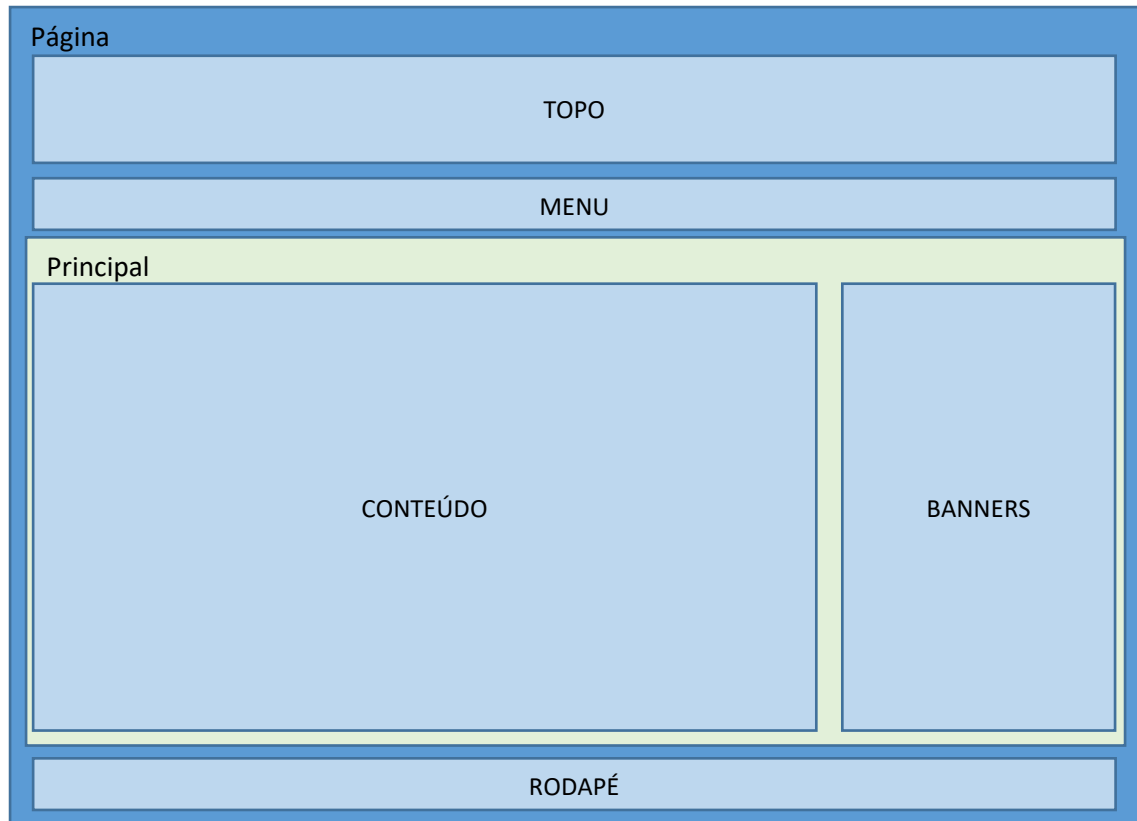 Página
TOPO
MENU
Principal
CONTEÚDO
BANNERS
RODAPÉ